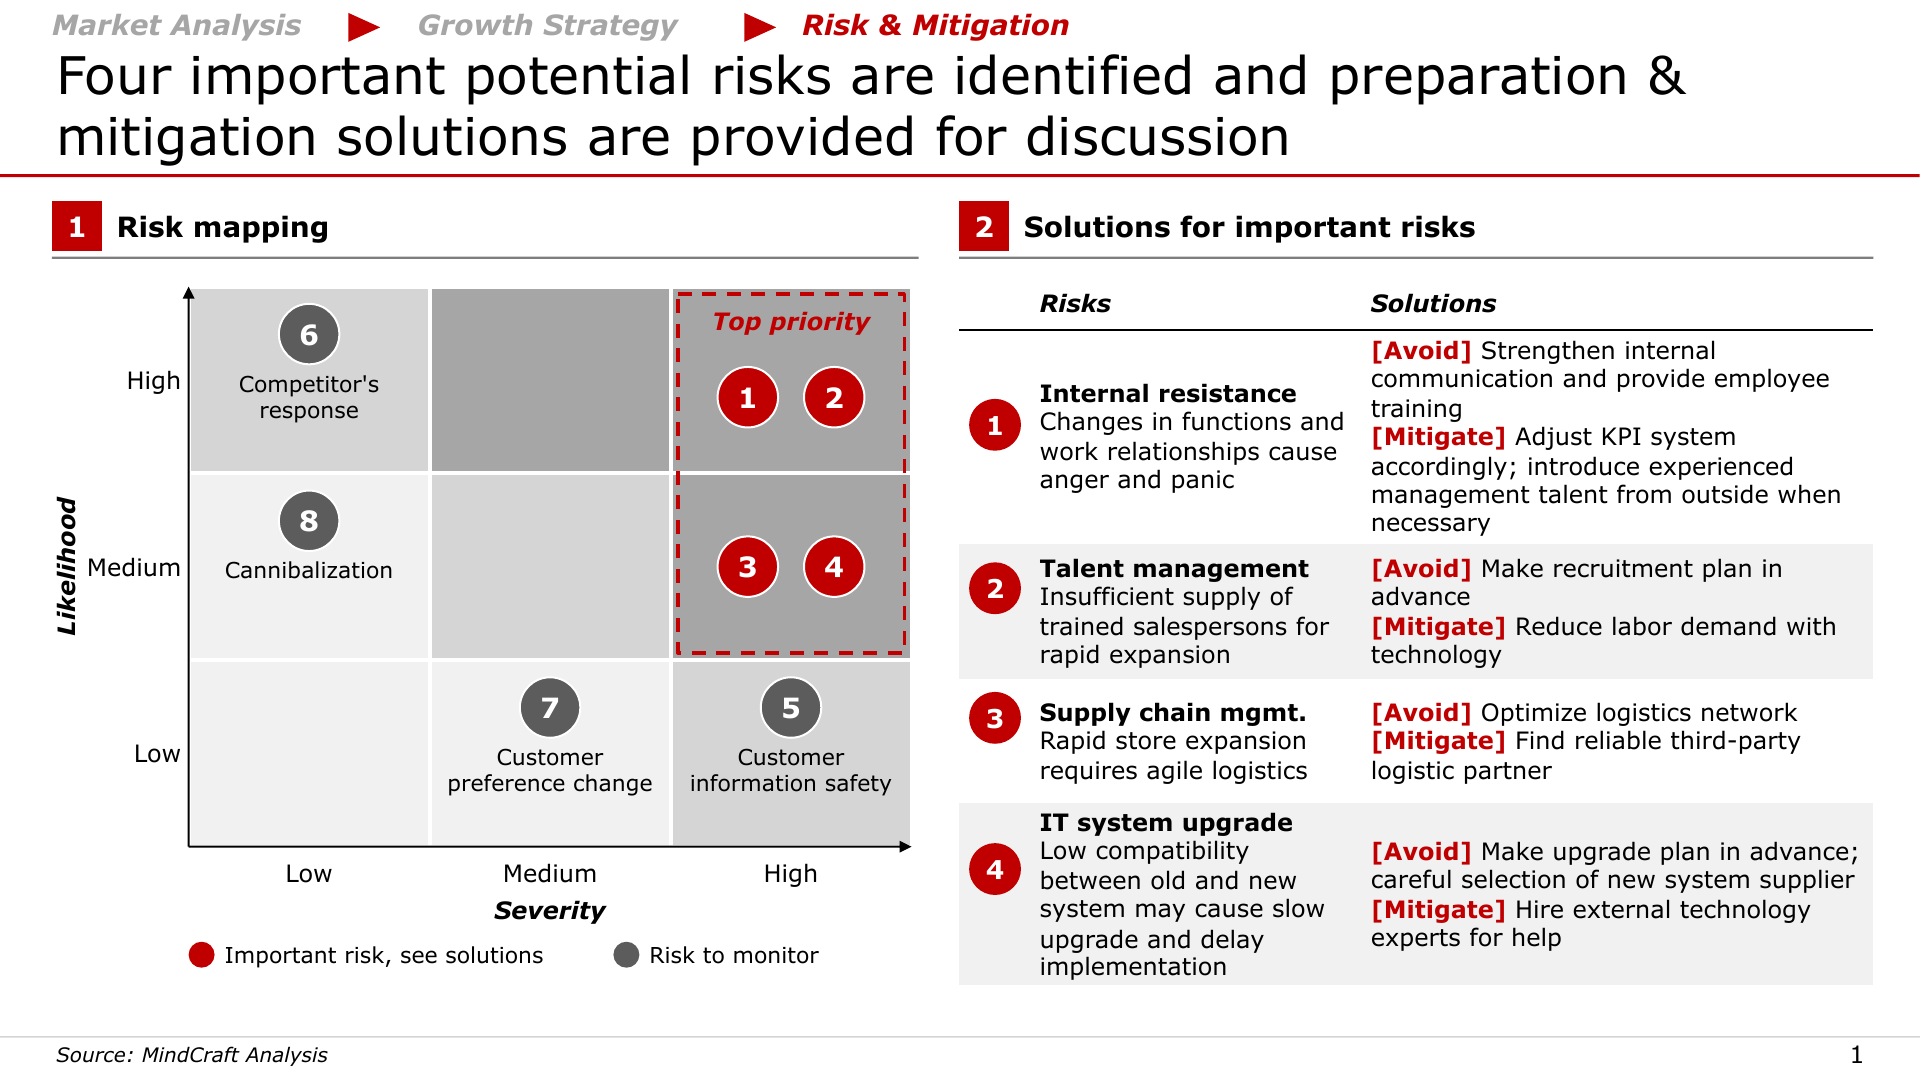 Market Analysis
Growth Strategy
Risk & Mitigation
Four important potential risks are identified and preparation &
mitigation solutions are provided for discussion
1
Risk mapping
Likelihood
High
Medium
Low
6
Competitor's
response
Top priority
1
2
8
Cannibalization
3
4
7
Customer
preference change
5
Customer
information safety
Low
Medium
High
Severity
Important risk, see solutions
Risk to monitor
2
Solutions for important risks
Risks
Solutions
1
Internal resistance
Changes in functions and
work relationships cause
anger and panic
[Avoid] Strengthen internal
communication and provide employee
training
[Mitigate] Adjust KPI system
accordingly; introduce experienced
management talent from outside when
necessary
2
Talent management
Insufficient supply of
trained salespersons for
rapid expansion
[Avoid] Make recruitment plan in
advance
[Mitigate] Reduce labor demand with
technology
3
Supply chain mgmt.
Rapid store expansion
requires agile logistics
[Avoid] Optimize logistics network
[Mitigate] Find reliable third-party
logistic partner
4
IT system upgrade
Low compatibility
between old and new
system may cause slow
upgrade and delay
implementation
[Avoid] Make upgrade plan in advance;
careful selection of new system supplier
[Mitigate] Hire external technology
experts for help
Source: MindCraft Analysis
1